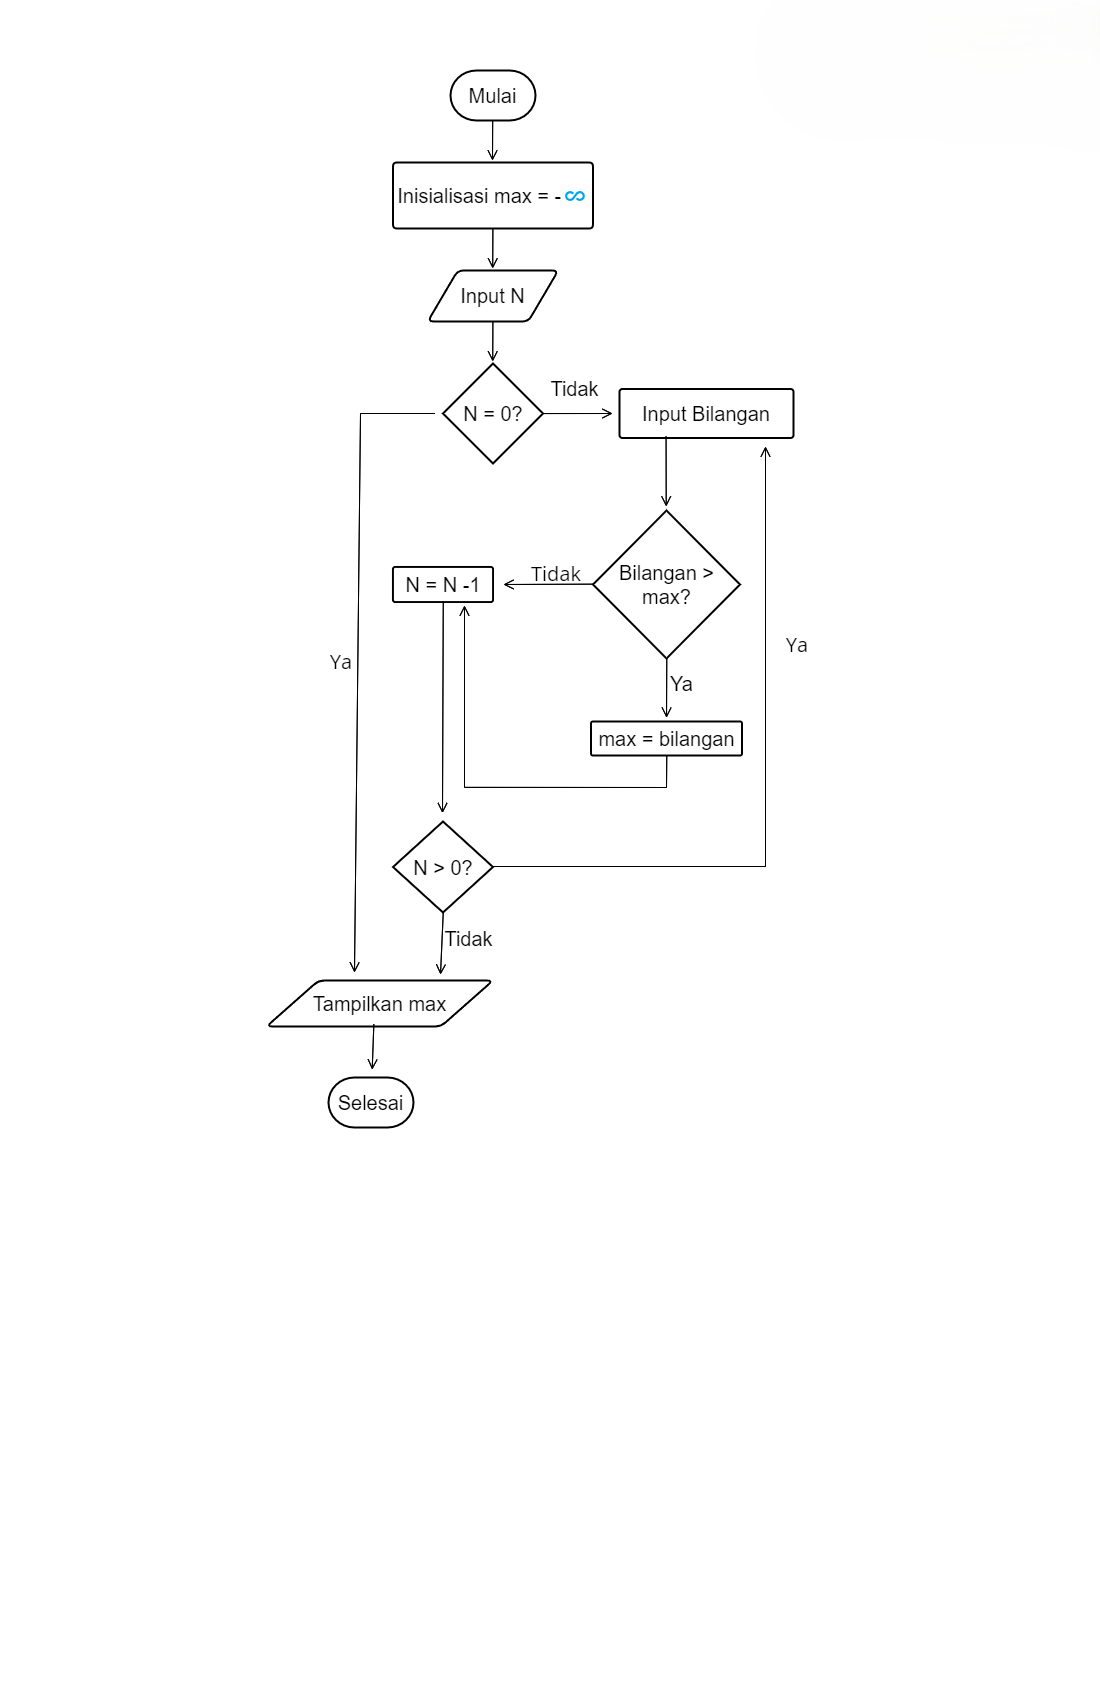 Mulai
Inisialisasi max = - ∞
Input N
N = 0?
Tidak
Input Bilangan
Bilangan >
max?
Tidak
N = N -1
Ya
Ya
Ya
max = bilangan
N > 0?
Tidak
Tampilkan max
Selesai